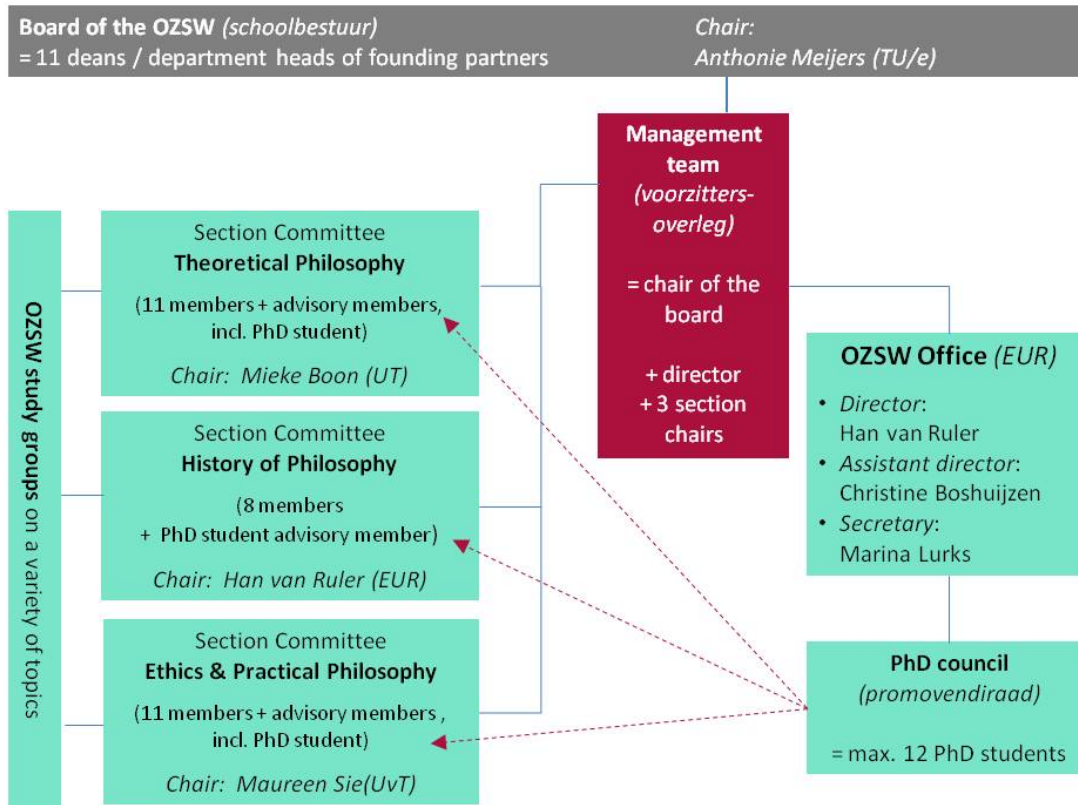 Board of the OZSW (schoolbestuur)
= 11 deans / department heads of founding partners
Chair:
Anthonie Meijers (TU/e)
Management
team
(voorzitters-
overleg)
= chair of the
board
+ director
+ 3 section
chairs
OZSW study groups on a variety of topics
Section Committee
Theoretical Philosophy
(11 members + advisory members,
incl. PhD student)
Chair: Mieke Boon (UT)
Section Committee
History of Philosophy
(8 members
+ PhD student advisory member)
Chair: Han van Ruler (EUR)
Section Committee
Ethics & Practical Philosophy
(11 members + advisory members ,
incl. PhD student)
Chair: Maureen Sie(UvT)
OZSW Office (EUR)
• Director:
Han van Ruler
• Assistant director:
Christine Boshuijzen
• Secretary:
Marina Lurks
PhD council
(promovendiraad)
= max. 12 PhD students